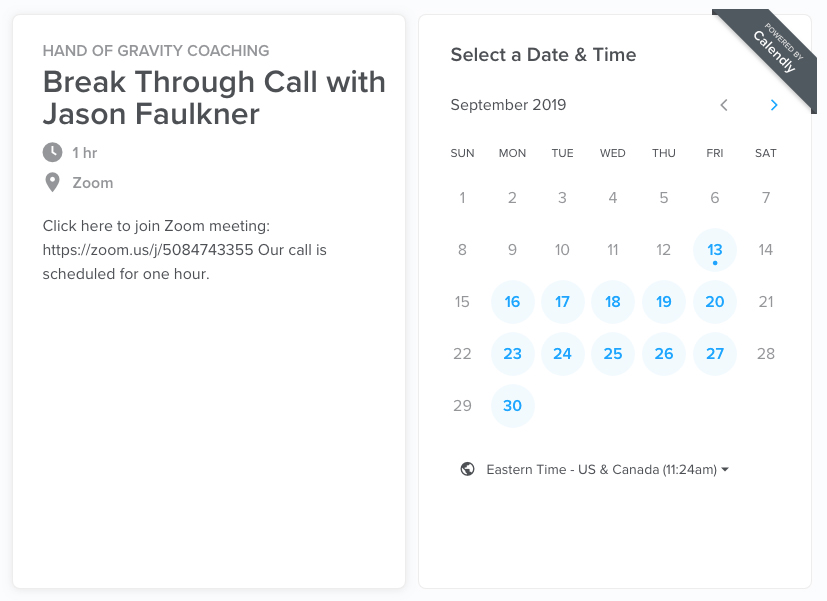 HAND OF GRAVITY COACHING
Break Through Call with
Jason Faulkner
1 hr
Zoom
Click here to join Zoom meeting:
https://zoom.us/j/5084743355 Our call is
scheduled for one hour.
POWERED BY
Calendly
Select a Date & Time
September 2019
SUN MON TUE WED THU FRI SAT
1 2 3 4 5 6 7
8 9 10 11 12 13 14
15 16 17 18 19 20 21
22 23 24 25 26 27 28
29 30
Eastern Time - US & Canada (11:24am)